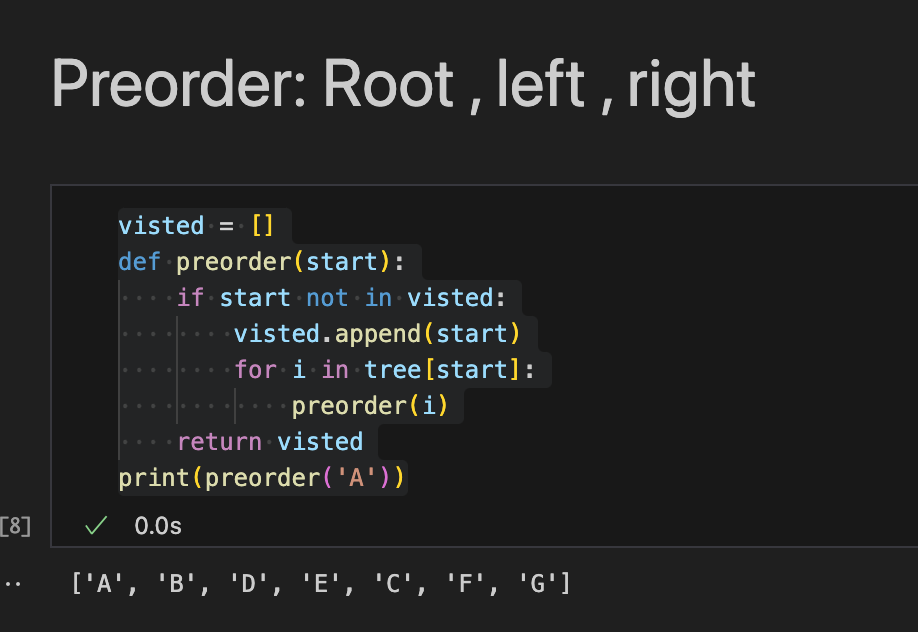 Preorder: Root , left , right
visted = []
def preorder(start):
    if start not in visted:
        visted.append(start)
        for i in tree[start]:
            preorder(i)
    return visted
print(preorder('A'))
[8]
0.0s
['A', 'B', 'D', 'E', 'C', 'F', 'G']